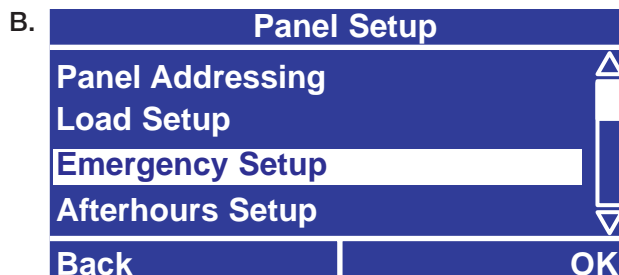 B.
Panel Setup
Panel Addressing
Load Setup
Emergency Setup
Afterhours Setup
Back OK